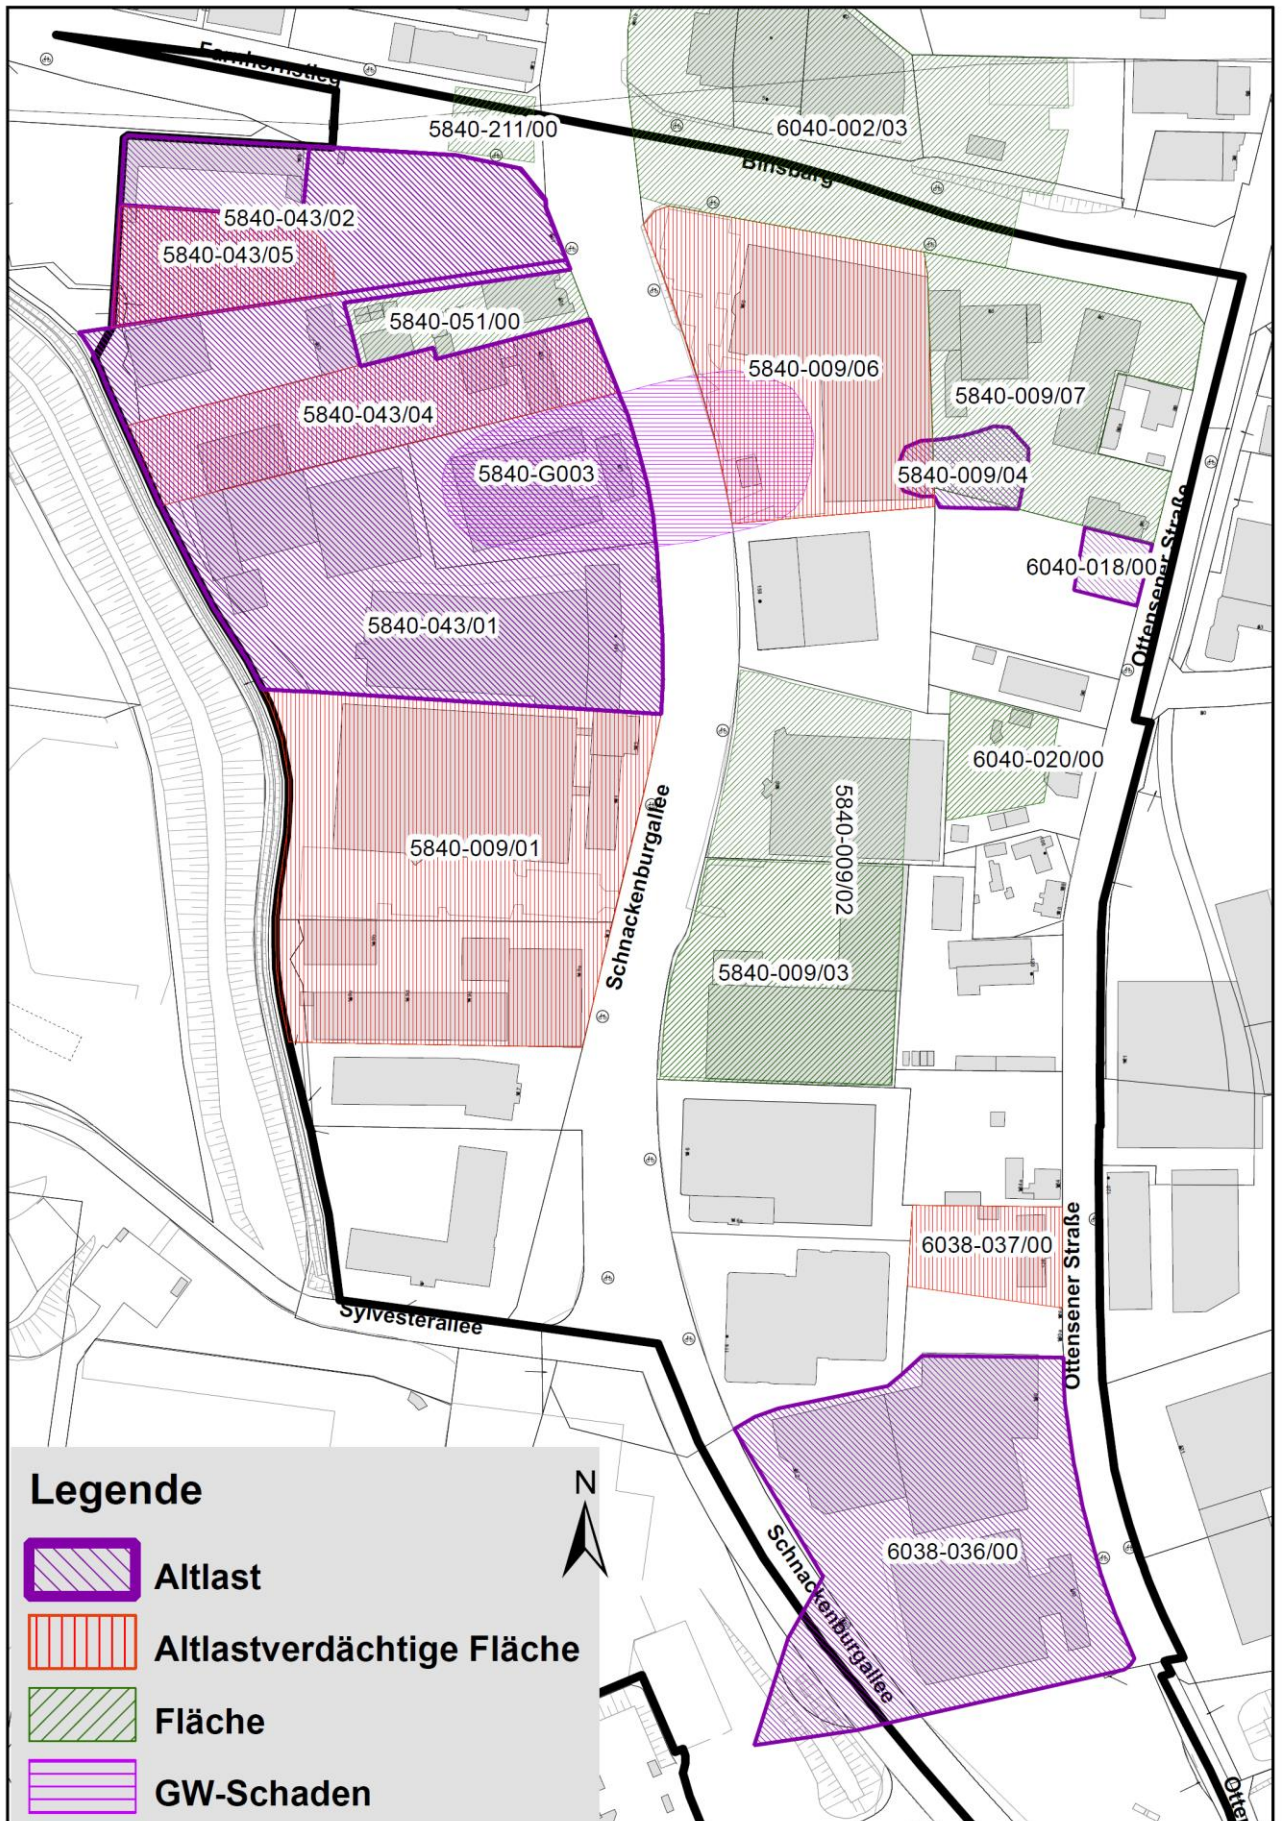 Farnhornstieg
5840-211/00
6040-002/03
Binsbarg
5840-043/02
5840-043/05
5840-051/00
5840-009/06
5840-009/07
5840-043/04
5840-G003
5840-009/04
6040-018/00
Ottensener Straße
5840-043/01
6040-020/00
5840-009/01
5840-009/02
Schnackenburgallee
5840-009/03
6038-037/00
Ottensener Straße
Sylvesterallee
6038-036/00
Schnackenburgallee
Legende
N
Altlast
Altlastverdächtige Fläche
Fläche
GW-Schaden